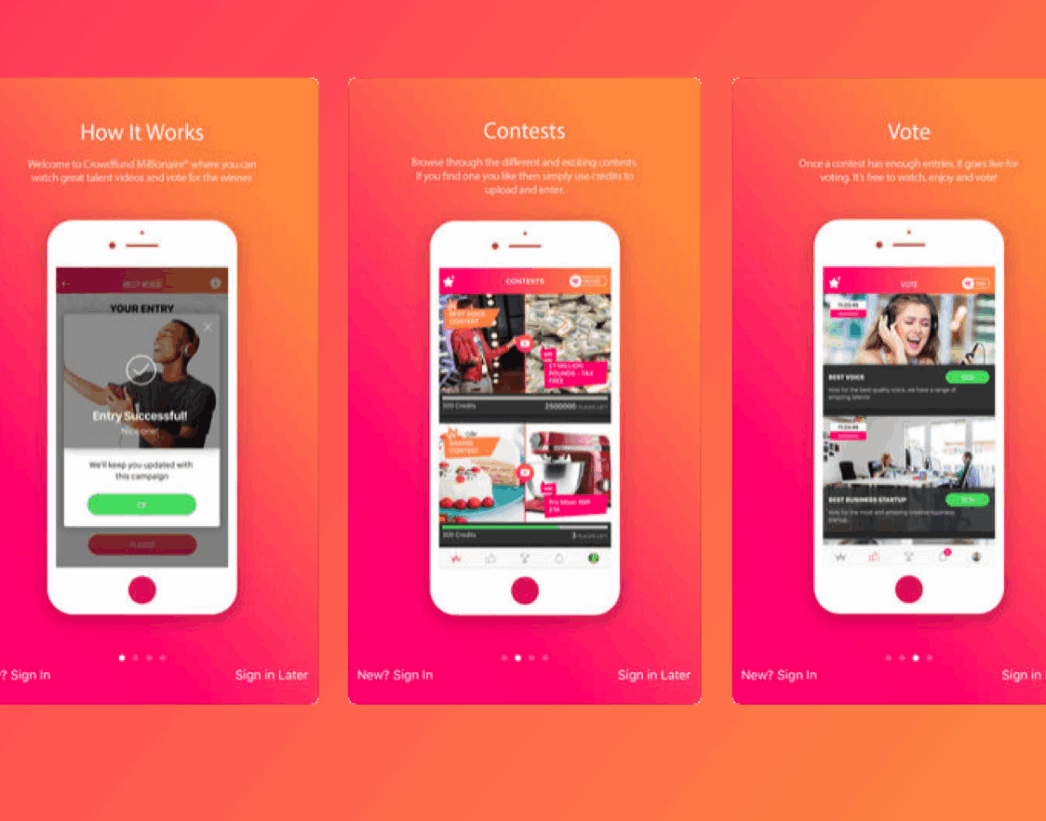 How It Works
Welcome to Crowdfund Millionaire® where you can
watch great talent videos and vote for the winner.
BEST VOICE
YOUR ENTRY
Entry Successful!
Nice one!
We'll keep you updated with
this campaign
OK
? Sign In
Sign in Later
Contests
Browse through the different and exciting contests.
If you find one you like then simply use credits to
upload and enter.
CONTESTS
BEST VOICE
CONTEST
£1 MILLION
POUNDS - TAX
FREE
300 Credits
2500000 PLACES LEFT
CONTEST
Pro Mixer
300 Credits
3 PLACES LEFT
New? Sign In
Sign in Later
Vote
Once a contest has enough entries, it goes live for
voting. It's free to watch, enjoy and vote!
VOTE
BEST VOICE
Vote for the best quality voice, we have a range of
amazing talents
BEST BUSINESS STARTUP
Vote for the most and amazing creative business
startup.
New? Sign In
Sign in